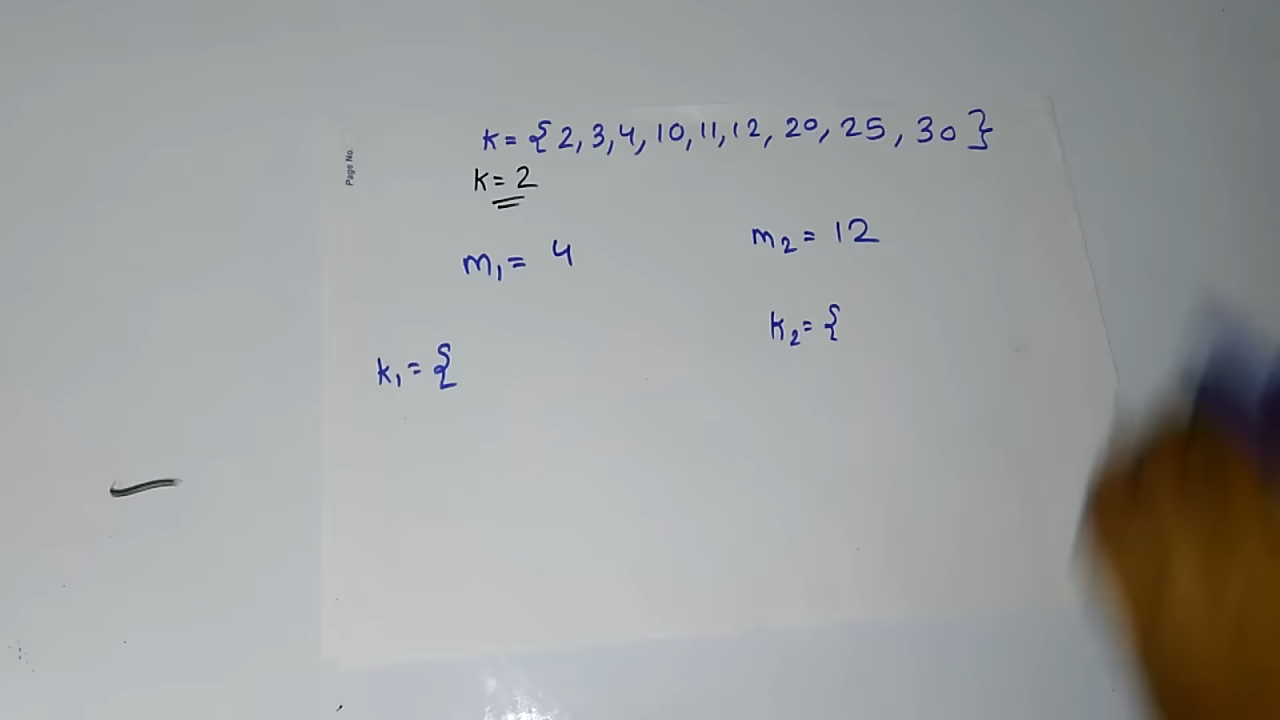 Page No.
k = { 2, 3, 4, 10, 11, 12, 20, 25, 30 }
k = 2
m₁ = 4
m₂ = 12
k₂ = {
k₁ = {